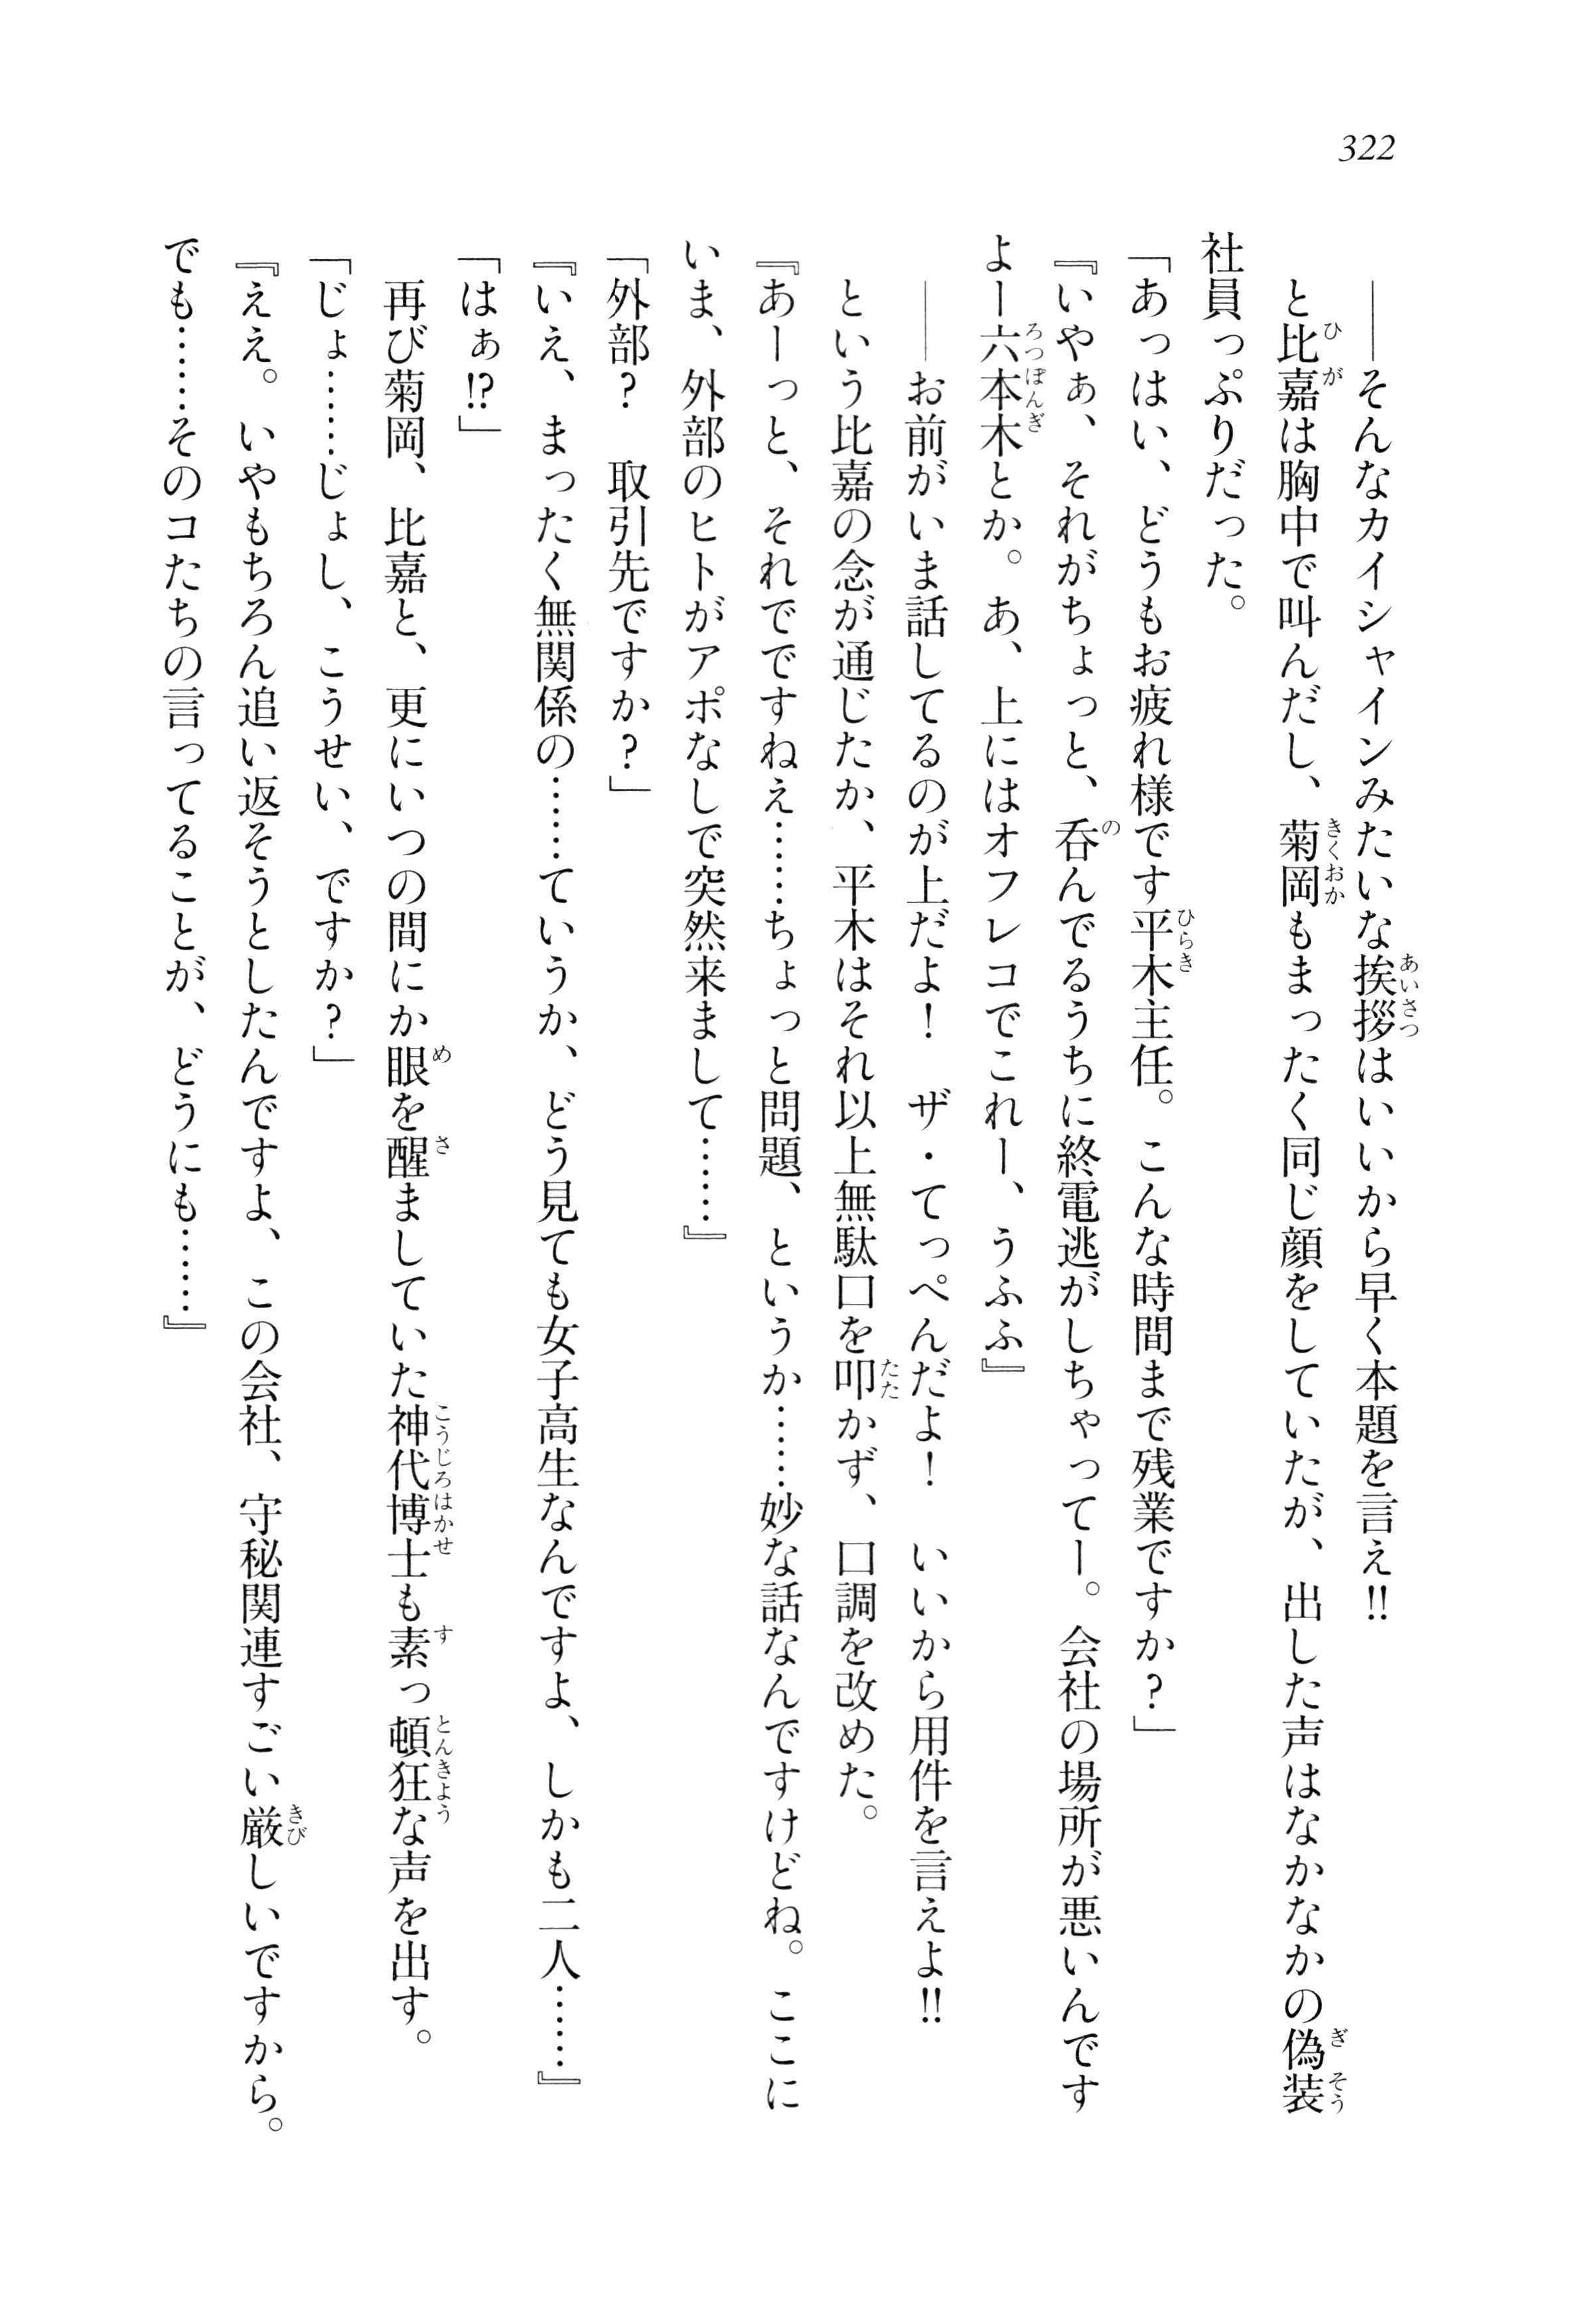 322
――そんなカイシャインみたいな挨拶はいいから早く本題を言え!!
と比嘉は胸中で叫んだし、菊岡もまったく同じ顔をしていたが、出した声はなかなかの偽装
社員っぷりだった。
「あっはい、どうもお疲れ様です平木主任。こんな時間まで残業ですか?」
『いやぁ、それがちょっと、呑んでるうちに終電逃がしちゃってー。会社の場所が悪いんです
よー六本木とか。あ、上にはオフレコでこれー、うふふ』
――お前がいま話してるのが上だよ! ザ・てっぺんだよ! いいから用件を言えよ!!
という比嘉の念が通じたか、平木はそれ以上無駄口を叩かず、口調を改めた。
『あーっと、それでですねえ……ちょっと問題、というか……妙な話なんですけどね。ここに
いま、外部のヒトがアポなしで突然来まして……』
「外部? 取引先ですか?」
『いえ、まったく無関係の……ていうか、どう見ても女子高生なんですよ、しかも二人……』
「はぁ!?」
再び菊岡、比嘉と、更にいつの間にか眼を醒ましていた神代博士も素っ頓狂な声を出す。
「じょ……じょし、こうせい、ですか?」
『ええ。いやもちろん追い返そうとしたんですよ、この会社、守秘関連すごい厳しいですから。
でも……そのコたちの言ってることが、どうにも……』